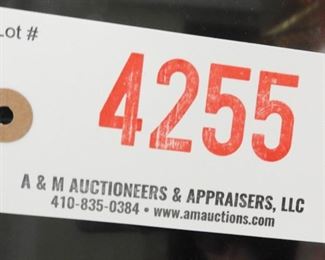 Lot #
4255
A & M AUCTIONEERS & APPRAISERS, LLC
410-835-0384 • www.amauctions.com